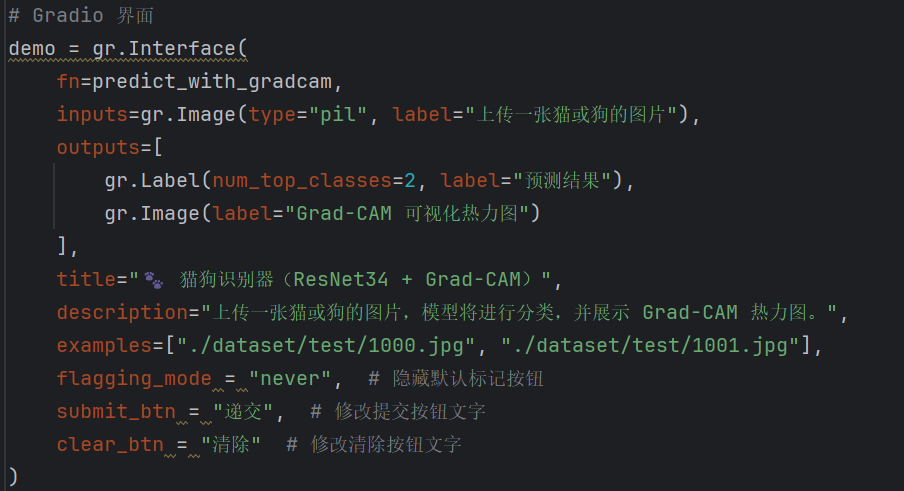 # Gradio 界面
demo = gr.Interface(
    fn=predict_with_gradcam,
    inputs=gr.Image(type="pil", label="上传一张猫或狗的图片"),
    outputs=[
        gr.Label(num_top_classes=2, label="预测结果"),
        gr.Image(label="Grad-CAM 可视化热力图")
    ],
    title="🐾 猫狗识别器（ResNet34 + Grad-CAM）",
    description="上传一张猫或狗的图片，模型将进行分类，并展示 Grad-CAM 热力图。",
    examples=["./dataset/test/1000.jpg", "./dataset/test/1001.jpg"],
    flagging_mode = "never",  # 隐藏默认标记按钮
    submit_btn = "递交",  # 修改提交按钮文字
    clear_btn = "清除"  # 修改清除按钮文字
)